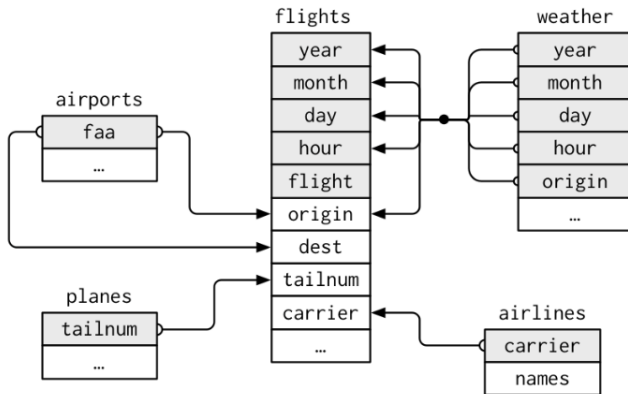 flights
year
month
day
hour
flight
origin
dest
tailnum
carrier
…
airports
faa
…
planes
tailnum
…
weather
year
month
day
hour
origin
…
airlines
carrier
names